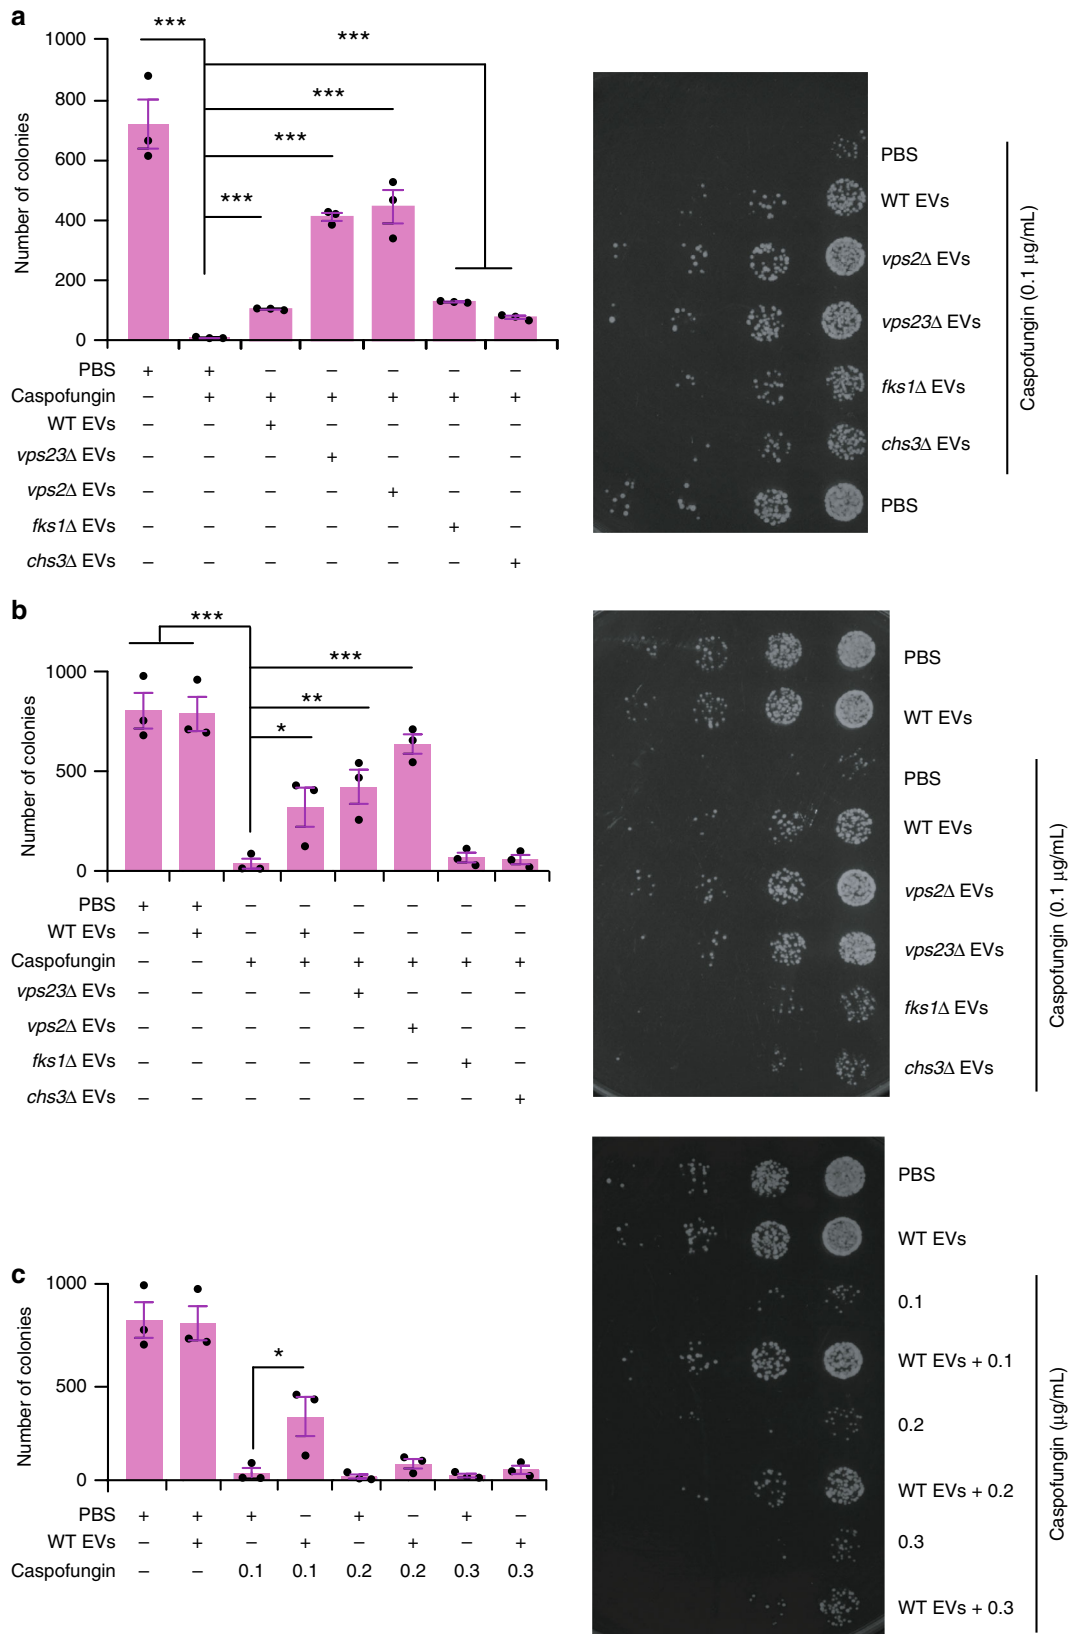 a
***
***
1000
800
***
***
600
***
400
200
0
Number of colonies
PBS + + – – – – –
Caspofungin – + + + + + +
WT EVs – – + – – – –
vps23Δ EVs – – – + – – –
vps2Δ EVs – – – – + – –
fks1Δ EVs – – – – – + –
chs3Δ EVs – – – – – – +
PBS
WT EVs
vps2Δ EVs
vps23Δ EVs
fks1Δ EVs
chs3Δ EVs
PBS
Caspofungin (0.1 μg/mL)
b
***
***
**
*
1000
500
0
Number of colonies
PBS + + – – – – – –
WT EVs – + – + – – – –
Caspofungin – – + + + + + +
vps23Δ EVs – – – – + – – –
vps2Δ EVs – – – – – + – –
fks1Δ EVs – – – – – – + –
chs3Δ EVs – – – – – – – +
PBS
WT EVs
PBS
WT EVs
vps2Δ EVs
vps23Δ EVs
fks1Δ EVs
chs3Δ EVs
Caspofungin (0.1 μg/mL)
c
1000
*
500
0
Number of colonies
PBS + + + – + – + –
WT EVs – + – + – + – +
Caspofungin – – 0.1 0.1 0.2 0.2 0.3 0.3
PBS
WT EVs
0.1
WT EVs + 0.1
0.2
WT EVs + 0.2
0.3
WT EVs + 0.3
Caspofungin (μg/mL)